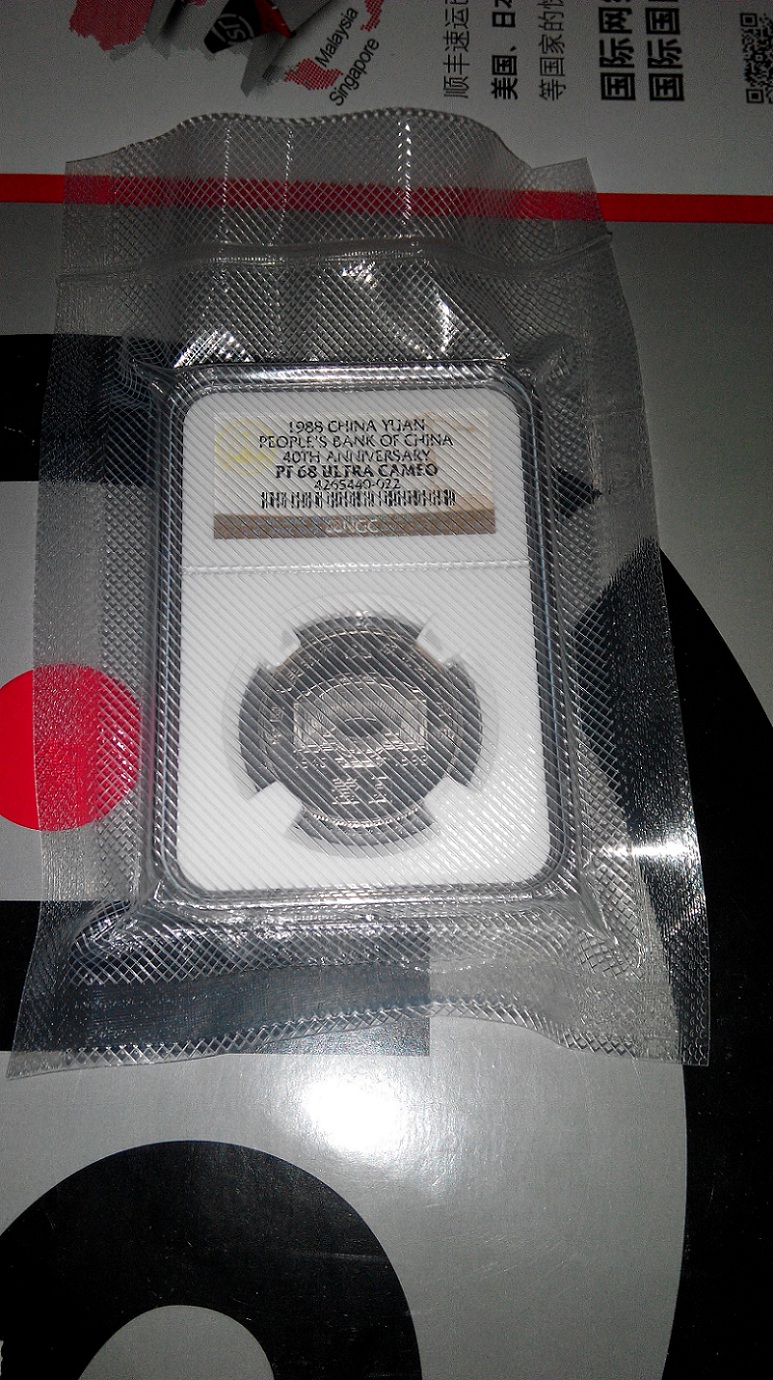 Malaysia
Singapore
顺丰速运
美国、日本
等国家的
国际网
国际国
1988 CHINA YUAN
PEOPLE'S BANK OF CHINA
40TH ANNIVERSARY
PF 68 ULTRA CAMEO
4265440-022
NGC